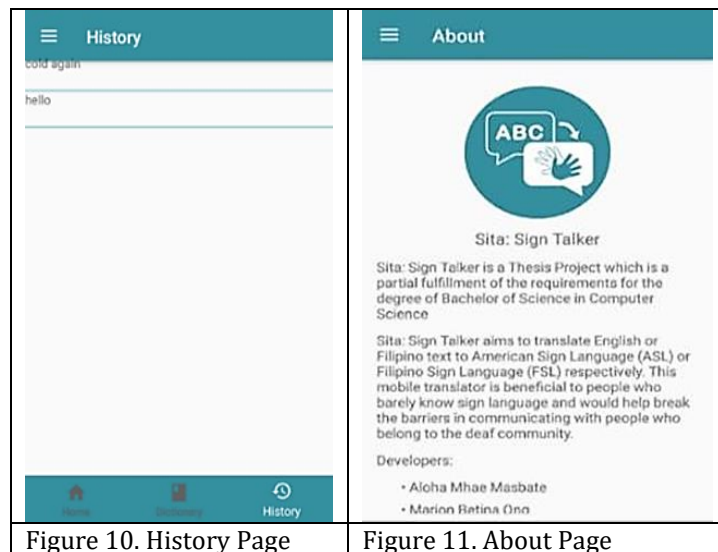 History
cold again
hello
Home
Dictionary
History
Figure 10. History Page
About
ABC
Sita: Sign Talker
Sita: Sign Talker is a Thesis Project which is a
partial fulfillment of the requirements for the
degree of Bachelor of Science in Computer
Science
Sita: Sign Talker aims to translate English or
Filipino text to American Sign Language (ASL) or
Filipino Sign Language (FSL) respectively. This
mobile translator is beneficial to people who
barely know sign language and would help break
the barriers in communicating with people who
belong to the deaf community.
Developers:
• Aloha Mhae Masbate
• Marion Betina Ong
Figure 11. About Page